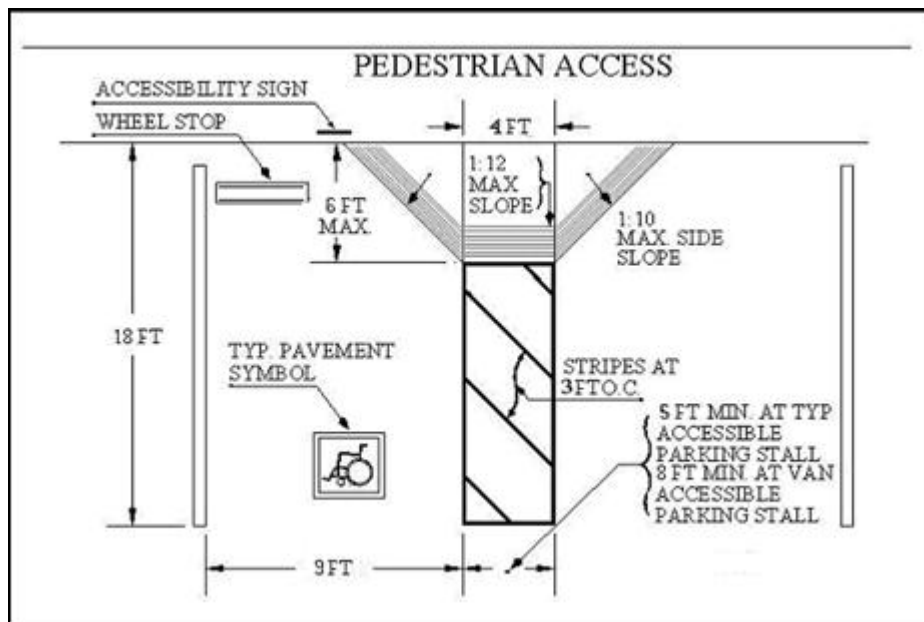 PEDESTRIAN ACCESS
ACCESSIBILITY SIGN
WHEEL STOP
4 FT
1:12
MAX
SLOPE
6 FT
MAX.
1:10
MAX. SIDE
SLOPE
18 FT
TYP. PAVEMENT
SYMBOL
STRIPES AT
3FTO.C.
5 FT MIN. AT TYP
ACCESSIBLE
PARKING STALL
8 FT MIN. AT VAN
ACCESSIBLE
PARKING STALL
9 FT